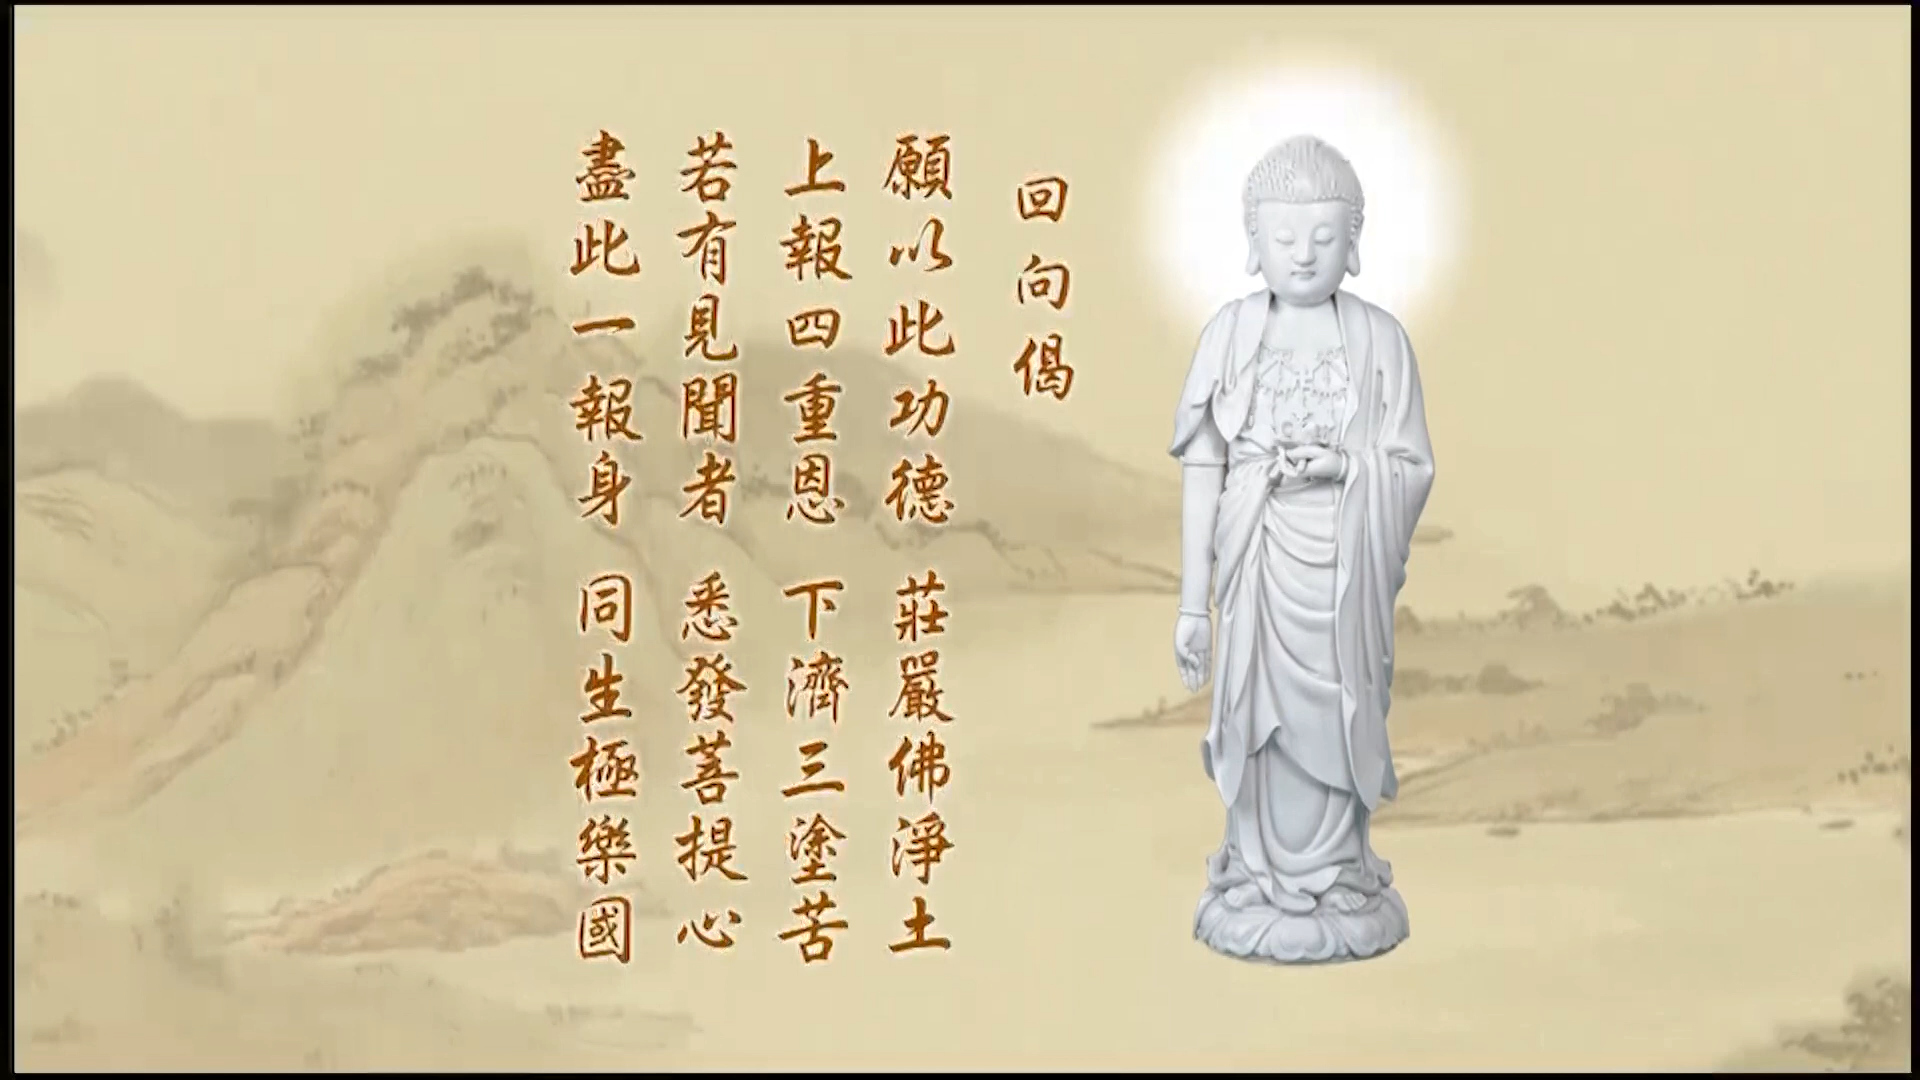 回向偈
願以此功德 莊嚴佛淨土
上報四重恩 下濟三塗苦
若有見聞者 悉發菩提心
盡此一報身 同生極樂國